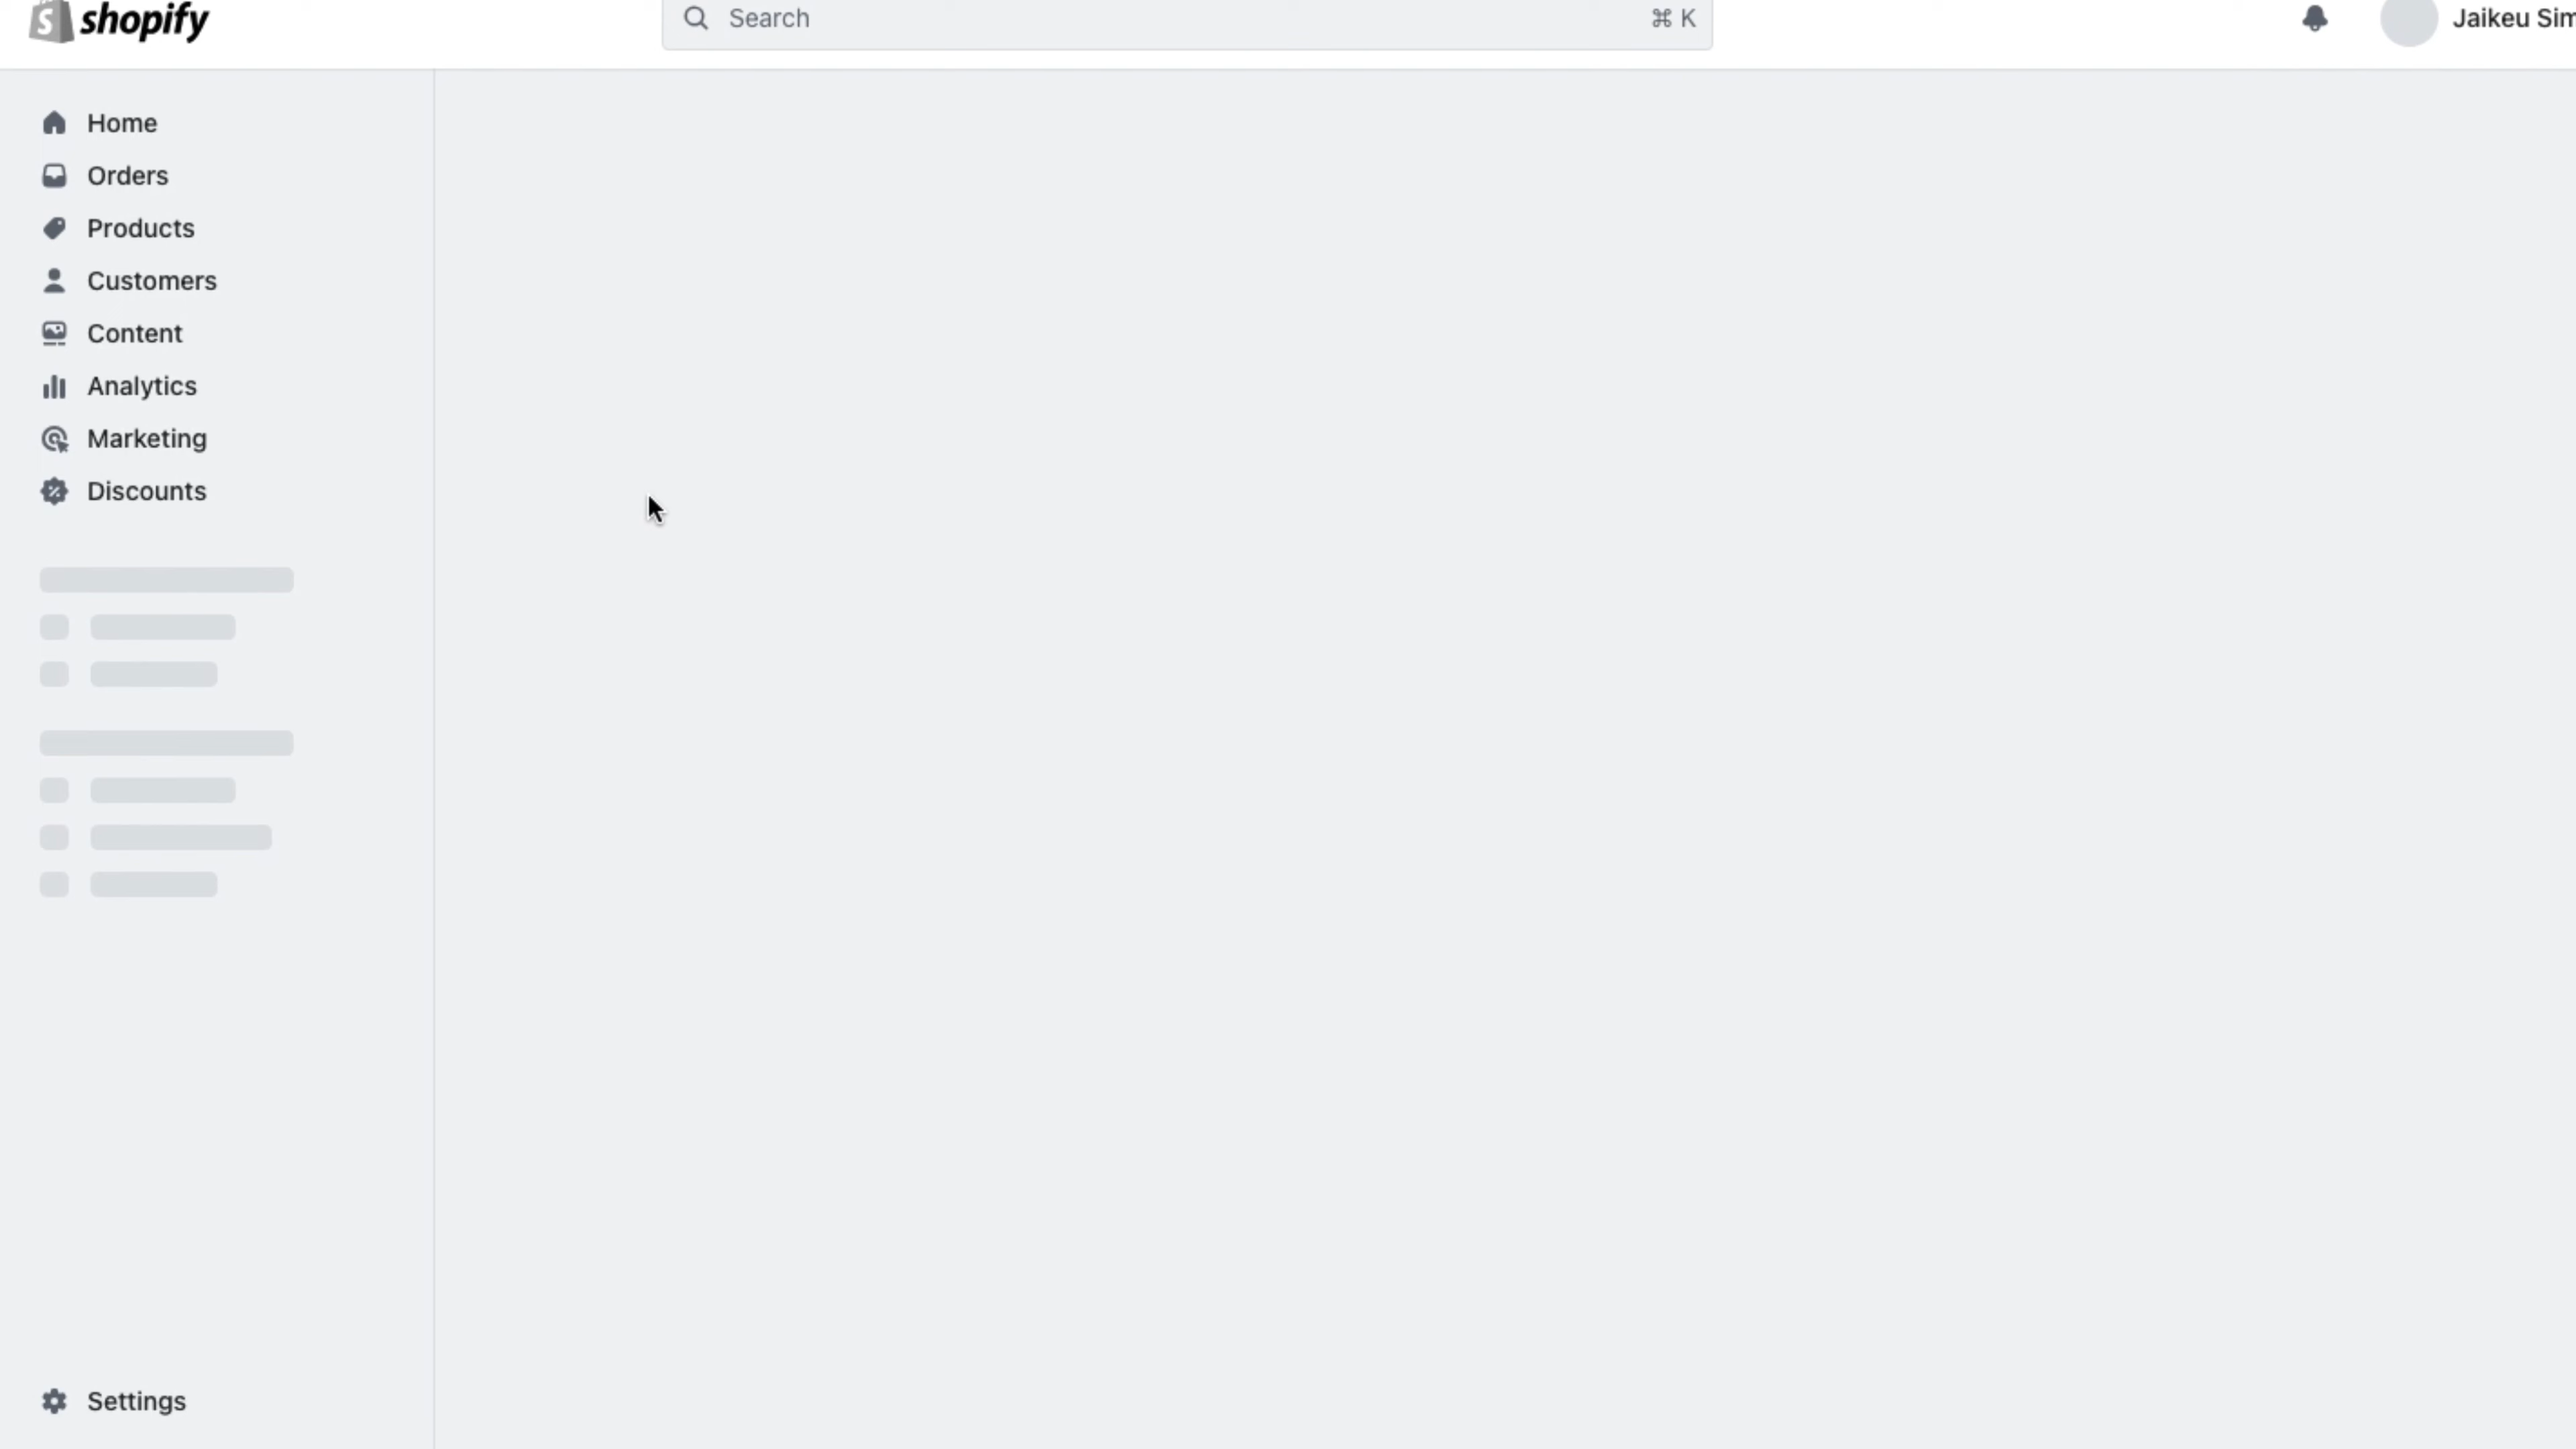 shopify
Search
⌘ K
Jaikeu Sim
Home
Orders
Products
Customers
Content
Analytics
Marketing
Discounts
Settings